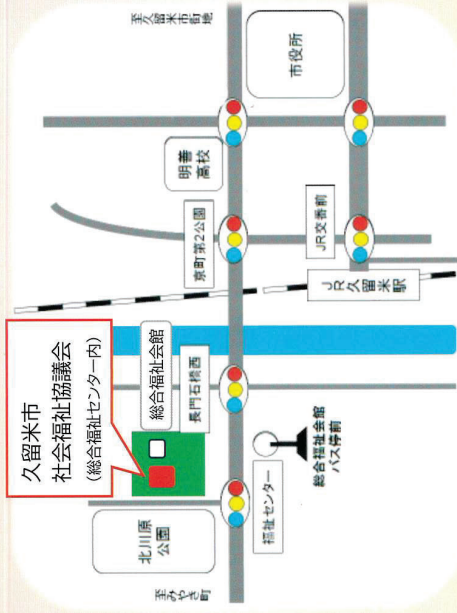 久留米市
社会福祉協議会
(総合福祉センター内)
総合福祉会館
長門石橋西
北川原
公園
至みやき町
福祉センター
総合福祉会館
バス停前
京町第2公園
明善
高校
JR交番前
JR久留米駅
市役所
至久留米市街地